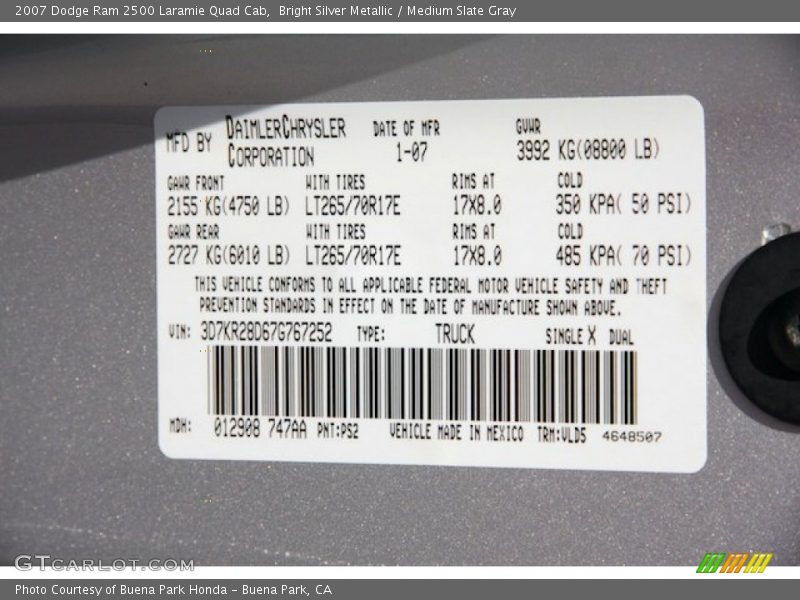 2007 Dodge Ram 2500 Laramie Quad Cab,  Bright Silver Metallic / Medium Slate Gray
MFD BY DAIMLERCHRYSLER CORPORATION DATE OF MFR 1-07 GVWR 3992 KG(08800 LB)
GAWR FRONT WITH TIRES RIMS AT COLD
2155 KG(4750 LB) LT265/70R17E 17X8.0 350 KPA( 50 PSI)
GAWR REAR WITH TIRES RIMS AT COLD
2727 KG(6010 LB) LT265/70R17E 17X8.0 485 KPA( 70 PSI)
THIS VEHICLE CONFORMS TO ALL APPLICABLE FEDERAL MOTOR VEHICLE SAFETY AND THEFT
PREVENTION STANDARDS IN EFFECT ON THE DATE OF MANUFACTURE SHOWN ABOVE.
VIN: 3D7KR28D67G767252 TYPE: TRUCK SINGLE X DUAL
MDH: 012908 747AA PNT:PS2 VEHICLE MADE IN MEXICO TRM:VLD5 4648507
GTCARLOT.COM
Photo Courtesy of Buena Park Honda - Buena Park, CA